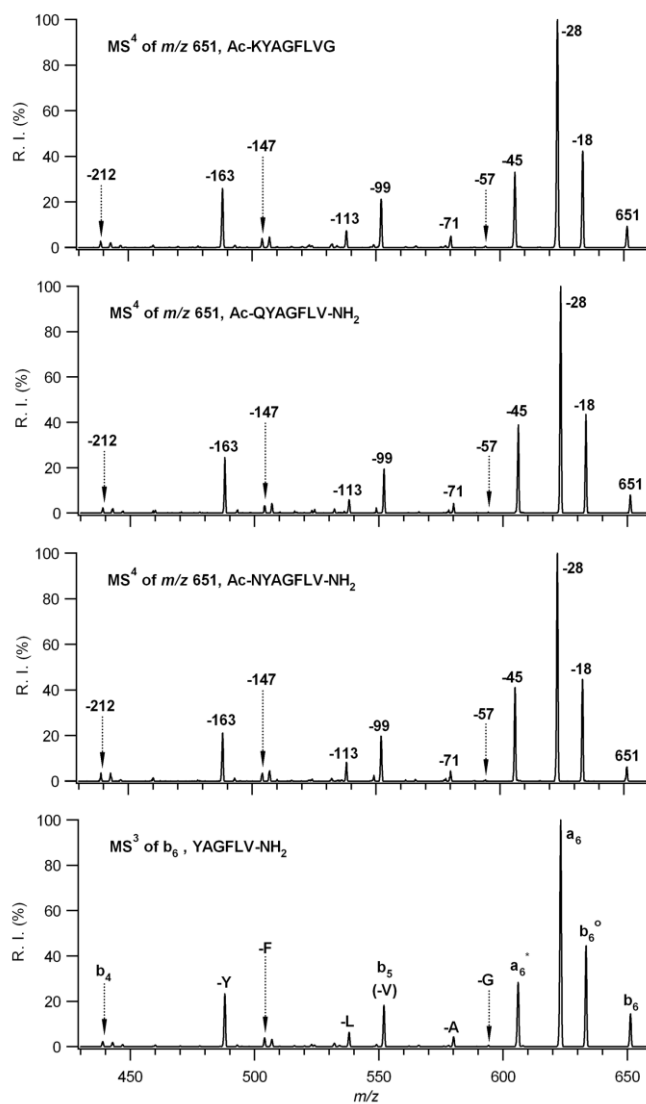 MS⁴ of m/z 651, Ac-KYAGFLVG
R. I. (%)
100
80
60
40
20
0
-212
-163
-147
-113
-99
-71
-57
-45
-28
-18
651
MS⁴ of m/z 651, Ac-QYAGFLV-NH₂
R. I. (%)
100
80
60
40
20
0
-212
-163
-147
-113
-99
-71
-57
-45
-28
-18
651
MS⁴ of m/z 651, Ac-NYAGFLV-NH₂
R. I. (%)
100
80
60
40
20
0
-212
-163
-147
-113
-99
-71
-57
-45
-28
-18
651
MS³ of b₆ , YAGFLV-NH₂
R. I. (%)
100
80
60
40
20
0
b₄
-Y
-F
-L
b₅
(-V)
-A
-G
a₆*
a₆
b₆ᵒ
b₆
450
500
550
600
650
m/z